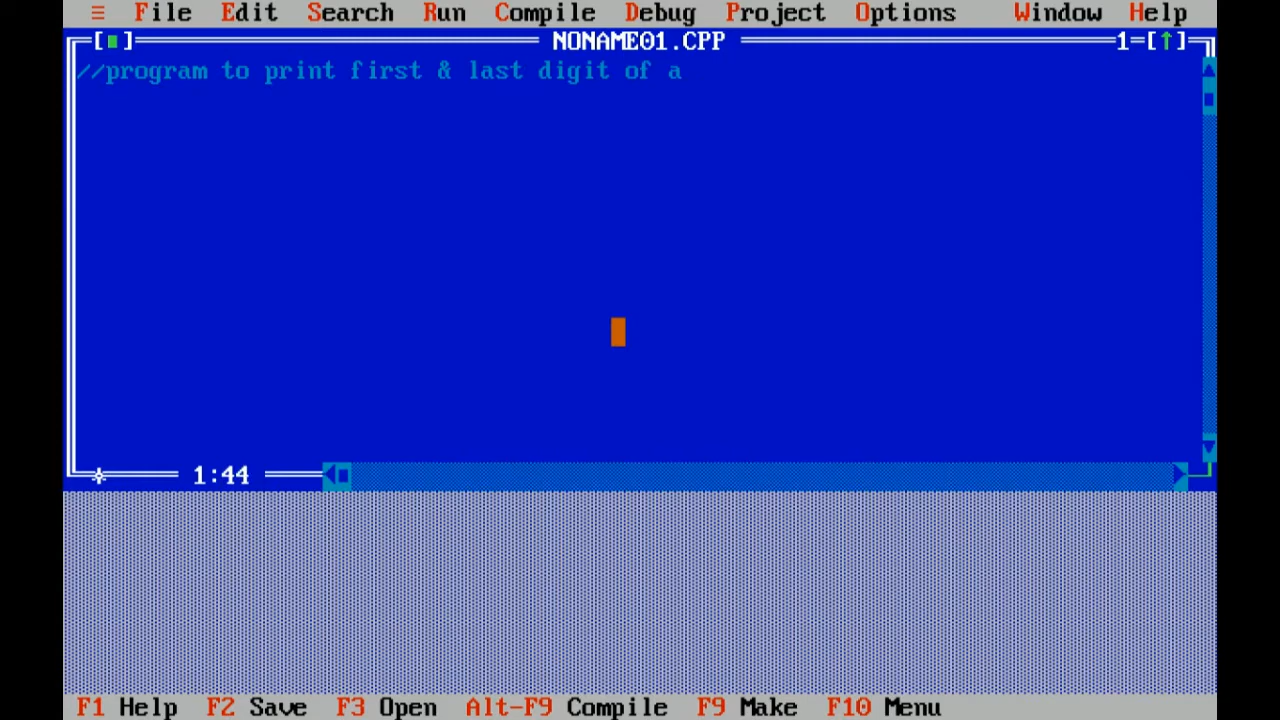 ≡ File Edit Search Run Compile Debug Project Options Window Help
[■] NONAME01.CPP 1=[↑]
//program to print first & last digit of a
1:44
F1 Help F2 Save F3 Open Alt-F9 Compile F9 Make F10 Menu